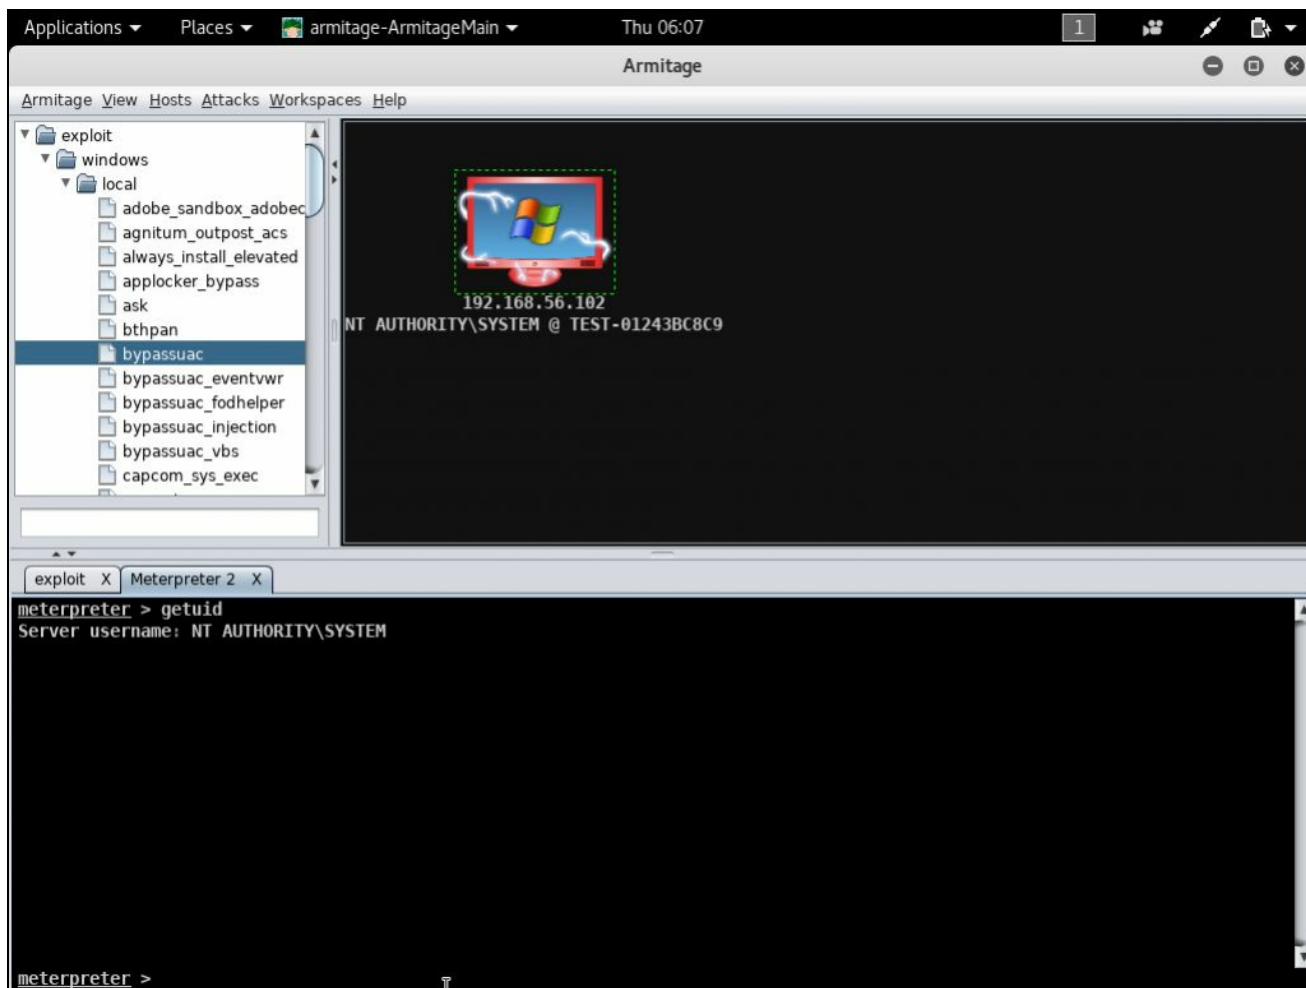 Applications Places armitage-ArmitageMain Thu 06:07 1
Armitage
Armitage View Hosts Attacks Workspaces Help
exploit
windows
local
adobe_sandbox_adobec
agnitum_outpost_acs
always_install_elevated
applocker_bypass
ask
bthpan
bypassuac
bypassuac_eventvwr
bypassuac_fodhelper
bypassuac_injection
bypassuac_vbs
capcom_sys_exec
192.168.56.102
NT AUTHORITY\SYSTEM @ TEST-01243BC8C9
exploit X Meterpreter 2 X
meterpreter > getuid
Server username: NT AUTHORITY\SYSTEM
meterpreter >